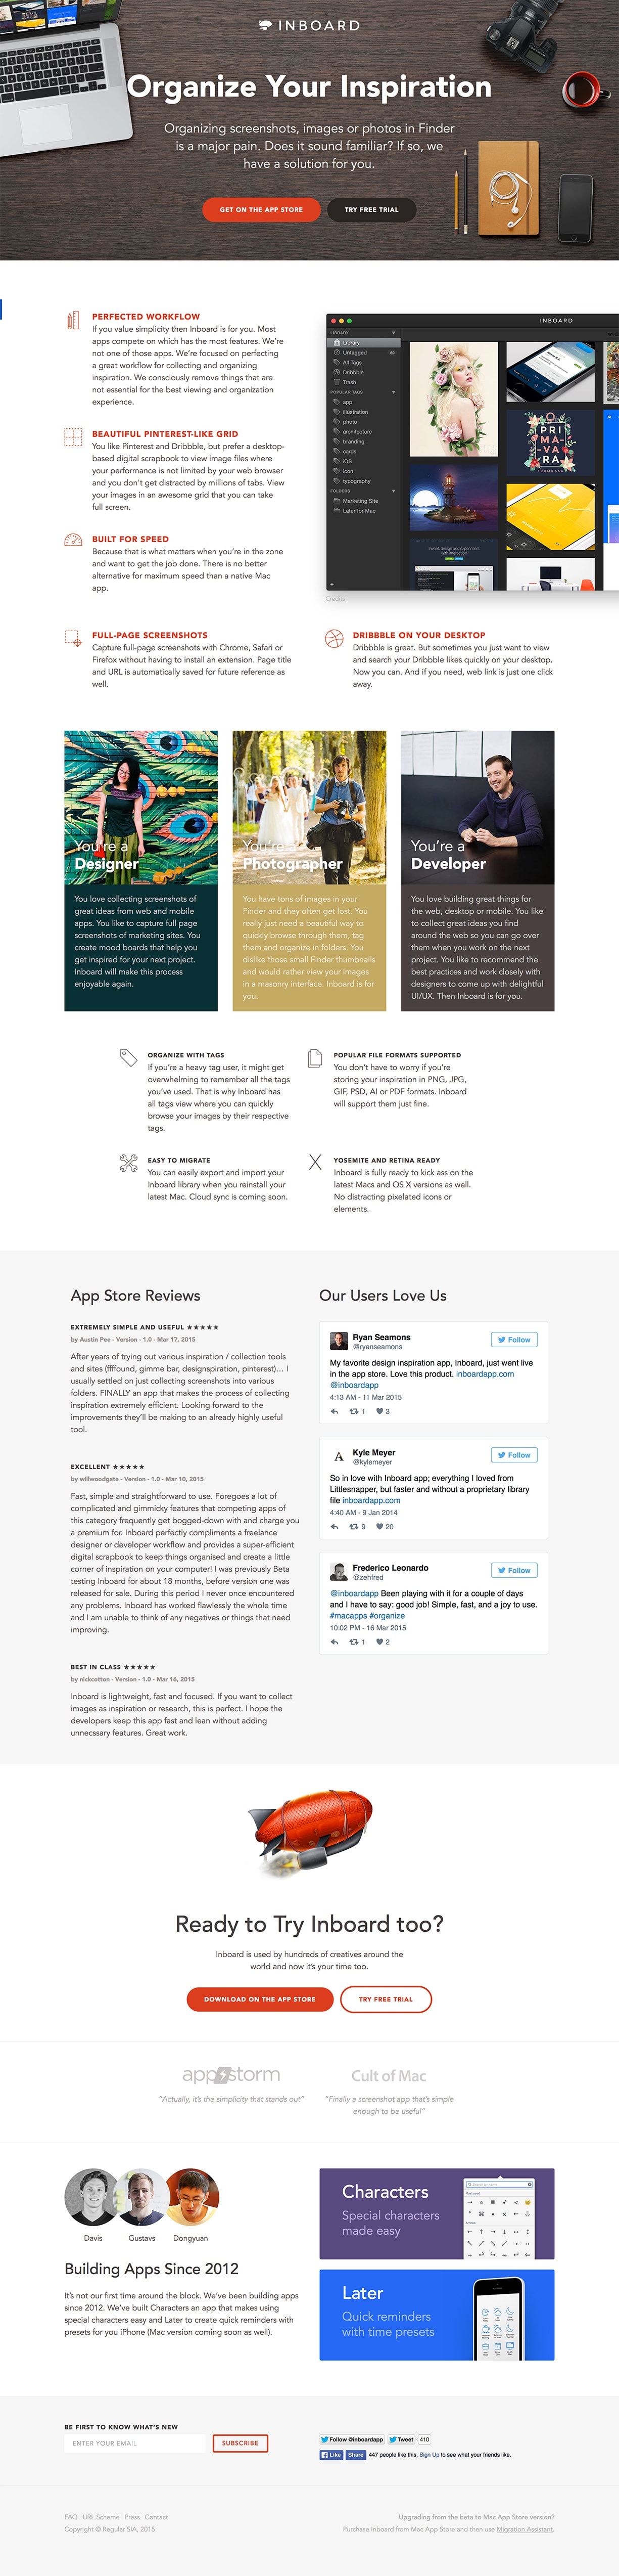 INBOARD
Organize Your Inspiration
Organizing screenshots, images or photos in Finder
is a major pain. Does it sound familiar? If so, we
have a solution for you.
GET ON THE APP STORE
TRY FREE TRIAL
PERFECTED WORKFLOW
If you value simplicity then Inboard is for you. Most
apps compete on which has the most features. We're
not one of those apps. We're focused on perfecting
a great workflow for collecting and organizing
inspiration. We consciously remove things that are
not essential for the best viewing and organization
experience.
BEAUTIFUL PINTEREST-LIKE GRID
You like Pinterest and Dribbble, but prefer a desktop-
based digital scrapbook to view image files where
your performance is not limited by your web browser
and you don't get distracted by millions of tabs. View
your images in an awesome grid that you can take
full screen.
BUILT FOR SPEED
Because that is what matters when you're in the zone
and want to get the job done. There is no better
alternative for maximum speed than a native Mac
app.
INBOARD
LIBRARY
Library
Untagged
All Tags
Dribbble
Trash
POPULAR TAGS
app
illustration
photo
architecture
branding
cards
iOS
icon
typography
FOLDERS
Marketing Site
Later for Mac
PRI
MA
VA
RA
Credits
FULL-PAGE SCREENSHOTS
Capture full-page screenshots with Chrome, Safari or
Firefox without having to install an extension. Page title
and URL is automatically saved for future reference as
well.
DRIBBBLE ON YOUR DESKTOP
Dribbble is great. But sometimes you just want to view
and search your Dribbble likes quickly on your desktop.
Now you can. And if you need, web link is just one click
away.
You're a
Designer
You love collecting screenshots of
great ideas from web and mobile
apps. You like to capture full page
screenshots of marketing sites. You
create mood boards that help you
get inspired for your next project.
Inboard will make this process
enjoyable again.
You're a
Photographer
You have tons of images in your
Finder and they often get lost. You
really just need a beautiful way to
quickly browse through them, tag
them and organize in folders. You
dislike those small Finder thumbnails
and would rather view your images
in a masonry interface. Inboard is for
you.
You're a
Developer
You love building great things for
the web, desktop or mobile. You like
to collect great ideas you find
around the web so you can go over
them when you work on the next
project. You like to recommend the
best practices and work closely with
designers to come up with delightful
UI/UX. Then Inboard is for you.
ORGANIZE WITH TAGS
If you're a heavy tag user, it might get
overwhelming to remember all the tags
you've used. That is why Inboard has
all tags view where you can quickly
browse your images by their respective
tags.
POPULAR FILE FORMATS SUPPORTED
You don't have to worry if you're
storing your inspiration in PNG, JPG,
GIF, PSD, AI or PDF formats. Inboard
will support them just fine.
EASY TO MIGRATE
You can easily export and import your
Inboard library when you reinstall your
latest Mac. Cloud sync is coming soon.
YOSEMITE AND RETINA READY
Inboard is fully ready to kick ass on the
latest Macs and OS X versions as well.
No distracting pixelated icons or
elements.
App Store Reviews
EXTREMELY SIMPLE AND USEFUL ★★★★★
by Austin Pee - Version - 1.0 - Mar 17, 2015
After years of trying out various inspiration / collection tools
and sites (ffffound, gimme bar, designspiration, pinterest)... I
usually settled on just collecting screenshots into various
folders. FINALLY an app that makes the process of collecting
inspiration extremely efficient. Looking forward to the
improvements they'll be making to an already highly useful
tool.
EXCELLENT ★★★★★
by willwoodgate - Version - 1.0 - Mar 10, 2015
Fast, simple and straightforward to use. Foregoes a lot of
complicated and gimmicky features that competing apps of
this category frequently get bogged-down with and charge you
a premium for. Inboard perfectly compliments a freelance
designer or developer workflow and provides a super-efficient
digital scrapbook to keep things organised and create a little
corner of inspiration on your computer! I was previously Beta
testing Inboard for about 18 months, before version one was
released for sale. During this period I never once encountered
any problems. Inboard has worked flawlessly the whole time
and I am unable to think of any negatives or things that need
improving.
BEST IN CLASS ★★★★★
by nickcotton - Version - 1.0 - Mar 16, 2015
Inboard is lightweight, fast and focused. If you want to collect
images as inspiration or research, this is perfect. I hope the
developers keep this app fast and lean without adding
unnecssary features. Great work.
Our Users Love Us
Ryan Seamons
@ryanseamons
Follow
My favorite design inspiration app, Inboard, just went live
in the app store. Love this product. inboardapp.com
@inboardapp
4:13 AM - 11 Mar 2015
1 3
A
Kyle Meyer
@kylemeyer
Follow
So in love with Inboard app; everything I loved from
Littlesnapper, but faster and without a proprietary library
file inboardapp.com
4:40 AM - 9 Jan 2014
9 20
Frederico Leonardo
@zehfred
Follow
@inboardapp Been playing with it for a couple of days
and I have to say: good job! Simple, fast, and a joy to use.
#macapps #organize
10:02 PM - 16 Mar 2015
1 2
Ready to Try Inboard too?
Inboard is used by hundreds of creatives around the
world and now it's your time too.
DOWNLOAD ON THE APP STORE
TRY FREE TRIAL
appstorm
"Actually, it's the simplicity that stands out"
Cult of Mac
"Finally a screenshot app that's simple
enough to be useful"
Davis
Gustavs
Dongyuan
Building Apps Since 2012
It's not our first time around the block. We've been building apps
since 2012. We've built Characters an app that makes using
special characters easy and Later to create quick reminders with
presets for you iPhone (Mac version coming soon as well).
Characters
Special characters
made easy
Later
Quick reminders
with time presets
BE FIRST TO KNOW WHAT'S NEW
ENTER YOUR EMAIL
SUBSCRIBE
Follow @inboardapp
Tweet
410
Like
Share
447 people like this. Sign Up to see what your friends like.
FAQ URL Scheme Press Contact
Copyright © Regular SIA, 2015
Upgrading from the beta to Mac App Store version?
Purchase Inboard from Mac App Store and then use Migration Assistant.